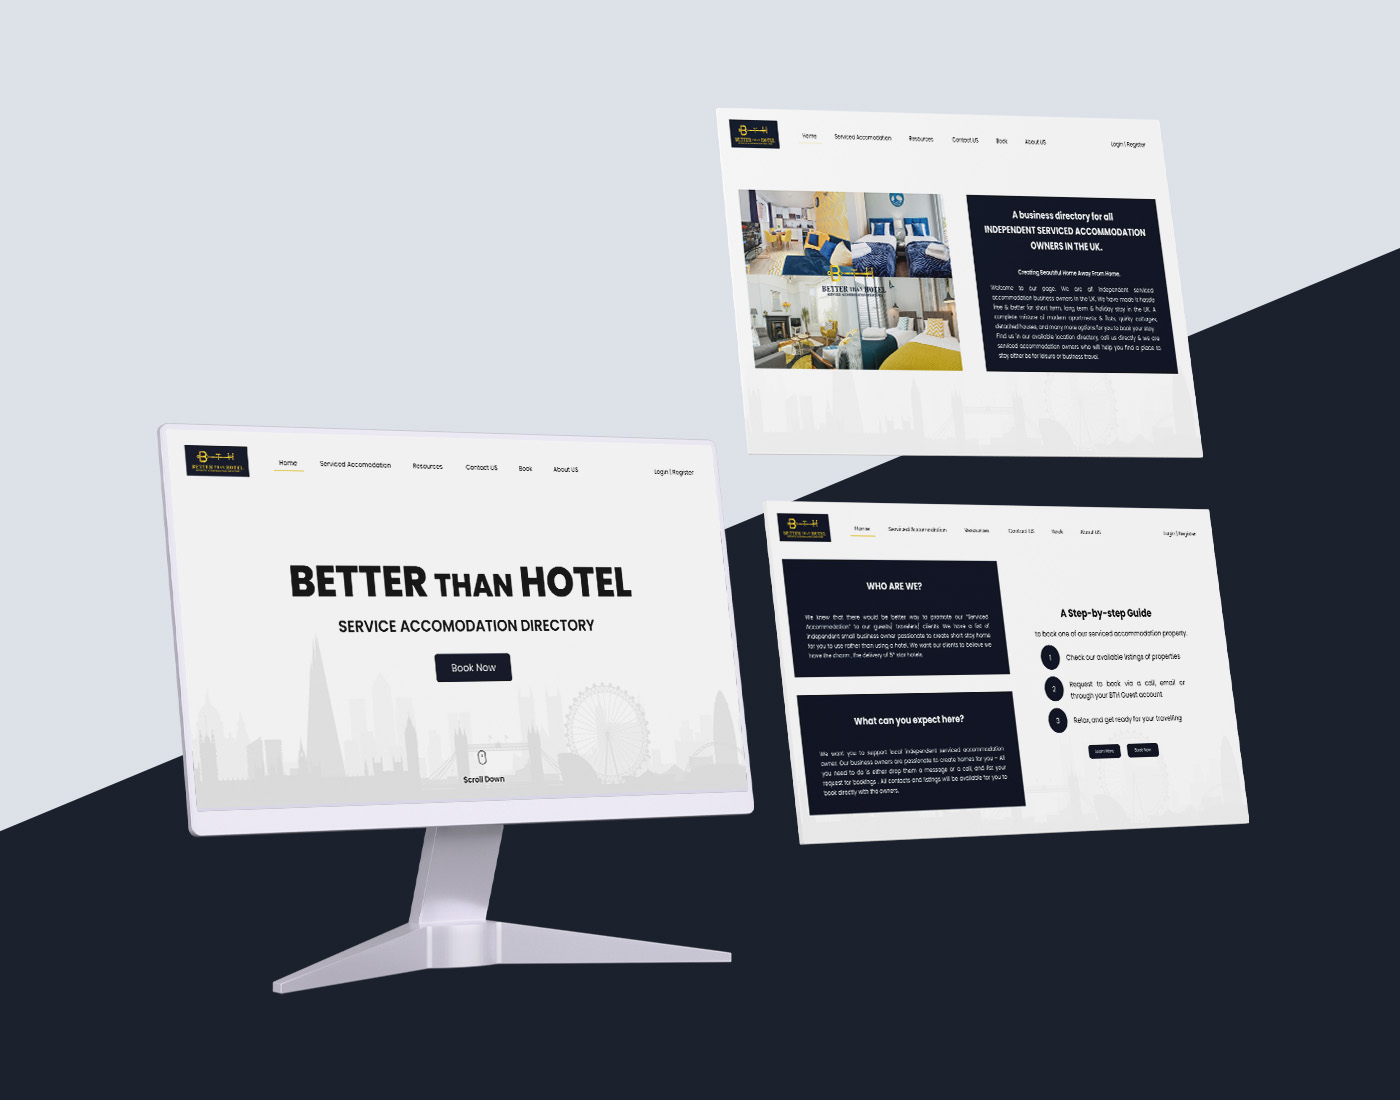 B T H
BETTER THAN HOTEL
Home
Serviced Accomodation
Resources
Contact US
Book
About US
Login | Register
BETTER THAN HOTEL
SERVICE ACCOMODATION DIRECTORY
Book Now
Scroll Down
B T H
BETTER THAN HOTEL
Home
Serviced Accomodation
Resources
Contact US
Book
About US
Login | Register
B T H
BETTER THAN HOTEL
SERVICE ACCOMMODATION DIRECTORY
A business directory for all
INDEPENDENT SERVICED ACCOMMODATION
OWNERS IN THE UK.
Creating Beautiful Home Away From Home.
Welcome to our page. We are all independent serviced
accommodation business owners in the UK. We have made it hassle
free & better for short term, long term & holiday stay in the UK. A
complete mixture of modern apartments & flats, quirky cottages,
detached houses, and many more options for you to book your stay.
Find us in our available location directory, call us directly & we are
serviced accommodation owners who will help you find a place to
stay either be for leisure or business travel.
B T H
BETTER THAN HOTEL
Home
Serviced Accomodation
Resources
Contact US
Book
About US
Login | Register
WHO ARE WE?
We knew that there would be better way to promote our "Serviced
Accommodation" to our guests| travelers| clients. We have a list of
independent small business owner passionate to create short stay home
for you to use rather than using a hotel. We want our clients to believe we
have the charm , the delivery of 5* star hotels.
What can you expect here?
We want you to support local independent serviced accommodation
owner. Our business owners are passionate to create homes for you – All
you need to do is either drop them a message or a call, and list your
request for bookings . All contacts and listings will be available for you to
book directly with the owners.
A Step-by-step Guide
to book one of our serviced accommodation property.
1 Check our available listings of properties
2 Request to book via a call, email or
through your BTH Guest account
3 Relax, and get ready for your travelling
Learn More
Book Now